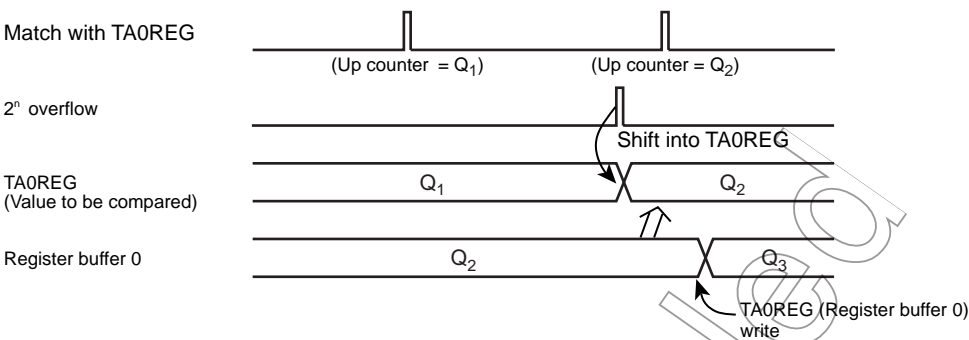 Match with TA0REG
(Up counter = Q₁)
(Up counter = Q₂)
2ⁿ overflow
Shift into TA0REG
TA0REG
(Value to be compared)
Q₁
Q₂
Register buffer 0
Q₂
Q₃
TA0REG (Register buffer 0)
write